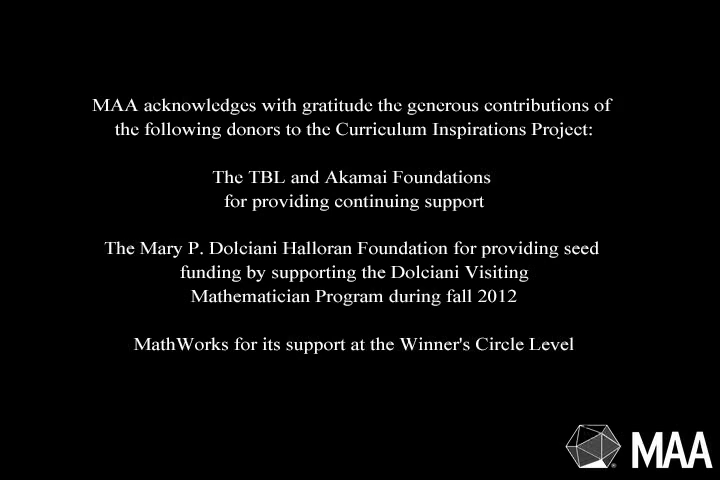 MAA acknowledges with gratitude the generous contributions of
the following donors to the Curriculum Inspirations Project:
The TBL and Akamai Foundations
for providing continuing support
The Mary P. Dolciani Halloran Foundation for providing seed
funding by supporting the Dolciani Visiting
Mathematician Program during fall 2012
MathWorks for its support at the Winner's Circle Level
® MAA